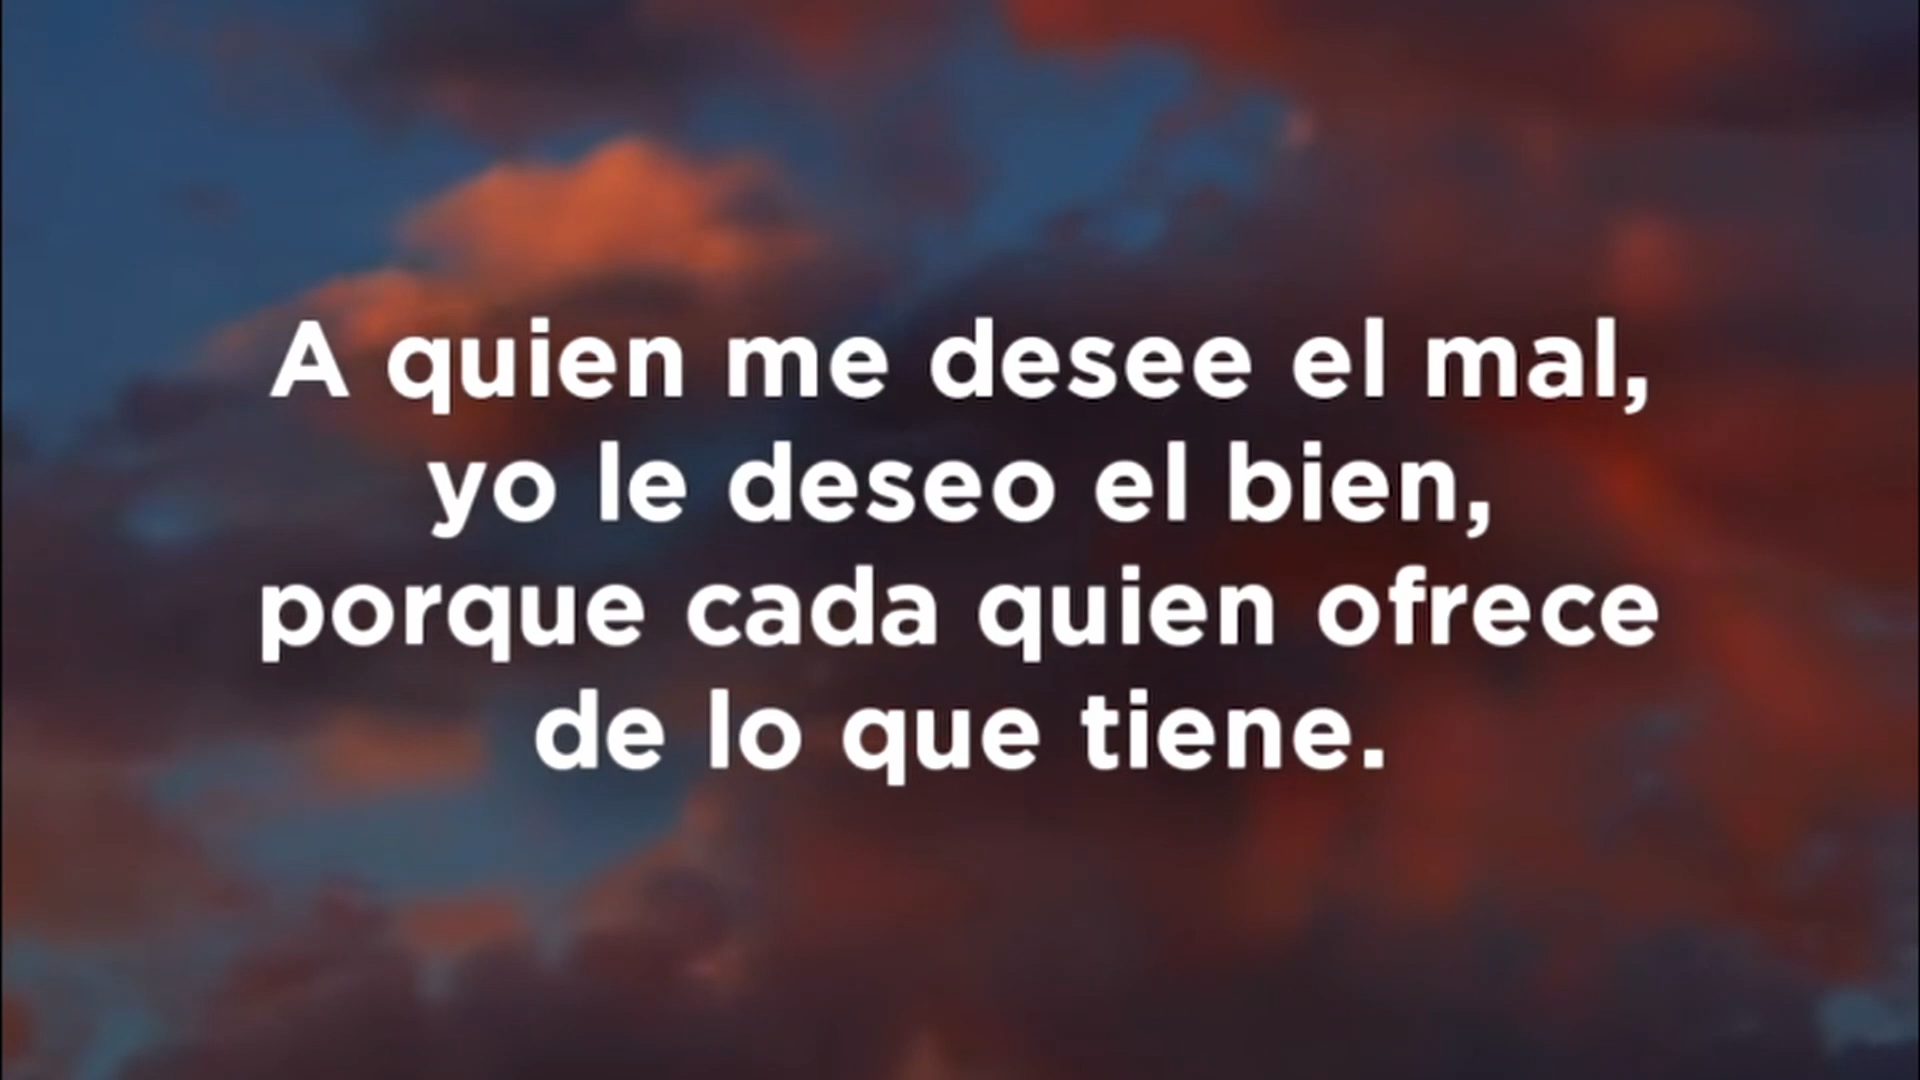 A quien me desee el mal,
yo le deseo el bien,
porque cada quien ofrece
de lo que tiene.